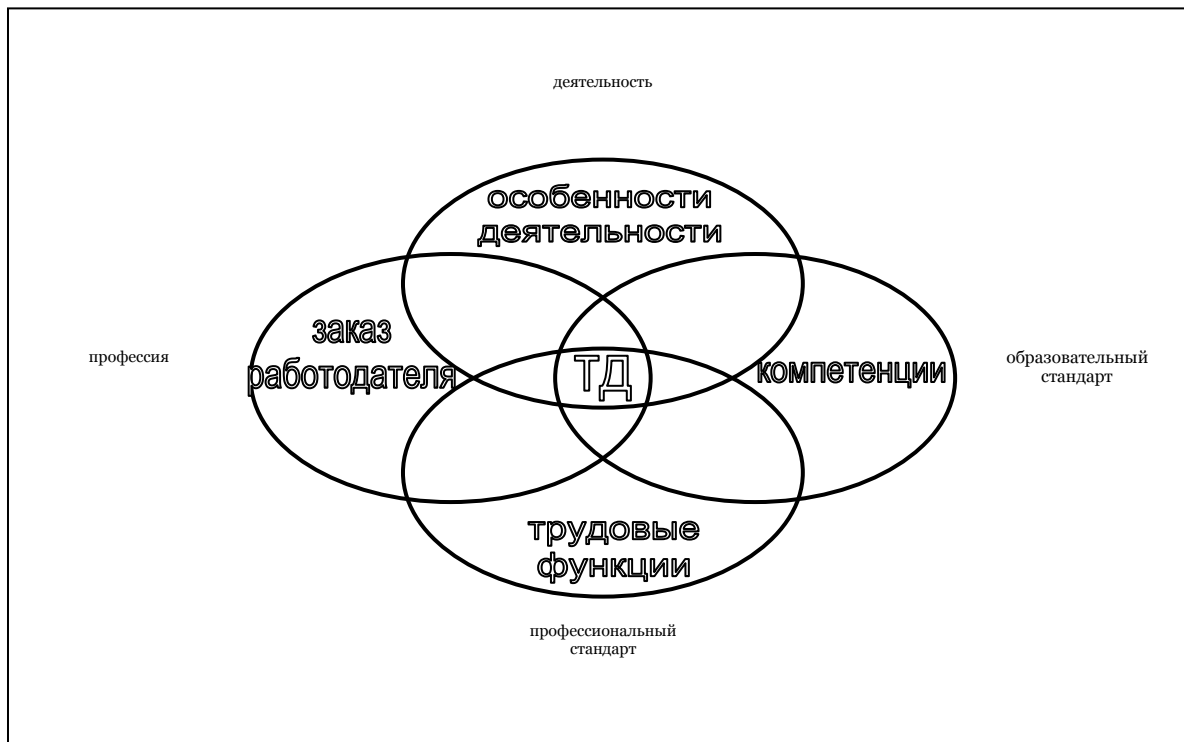 деятельность
особенности
деятельности
заказ
работодателя
профессия
ТД
компетенции
образовательный
стандарт
трудовые
функции
профессиональный
стандарт